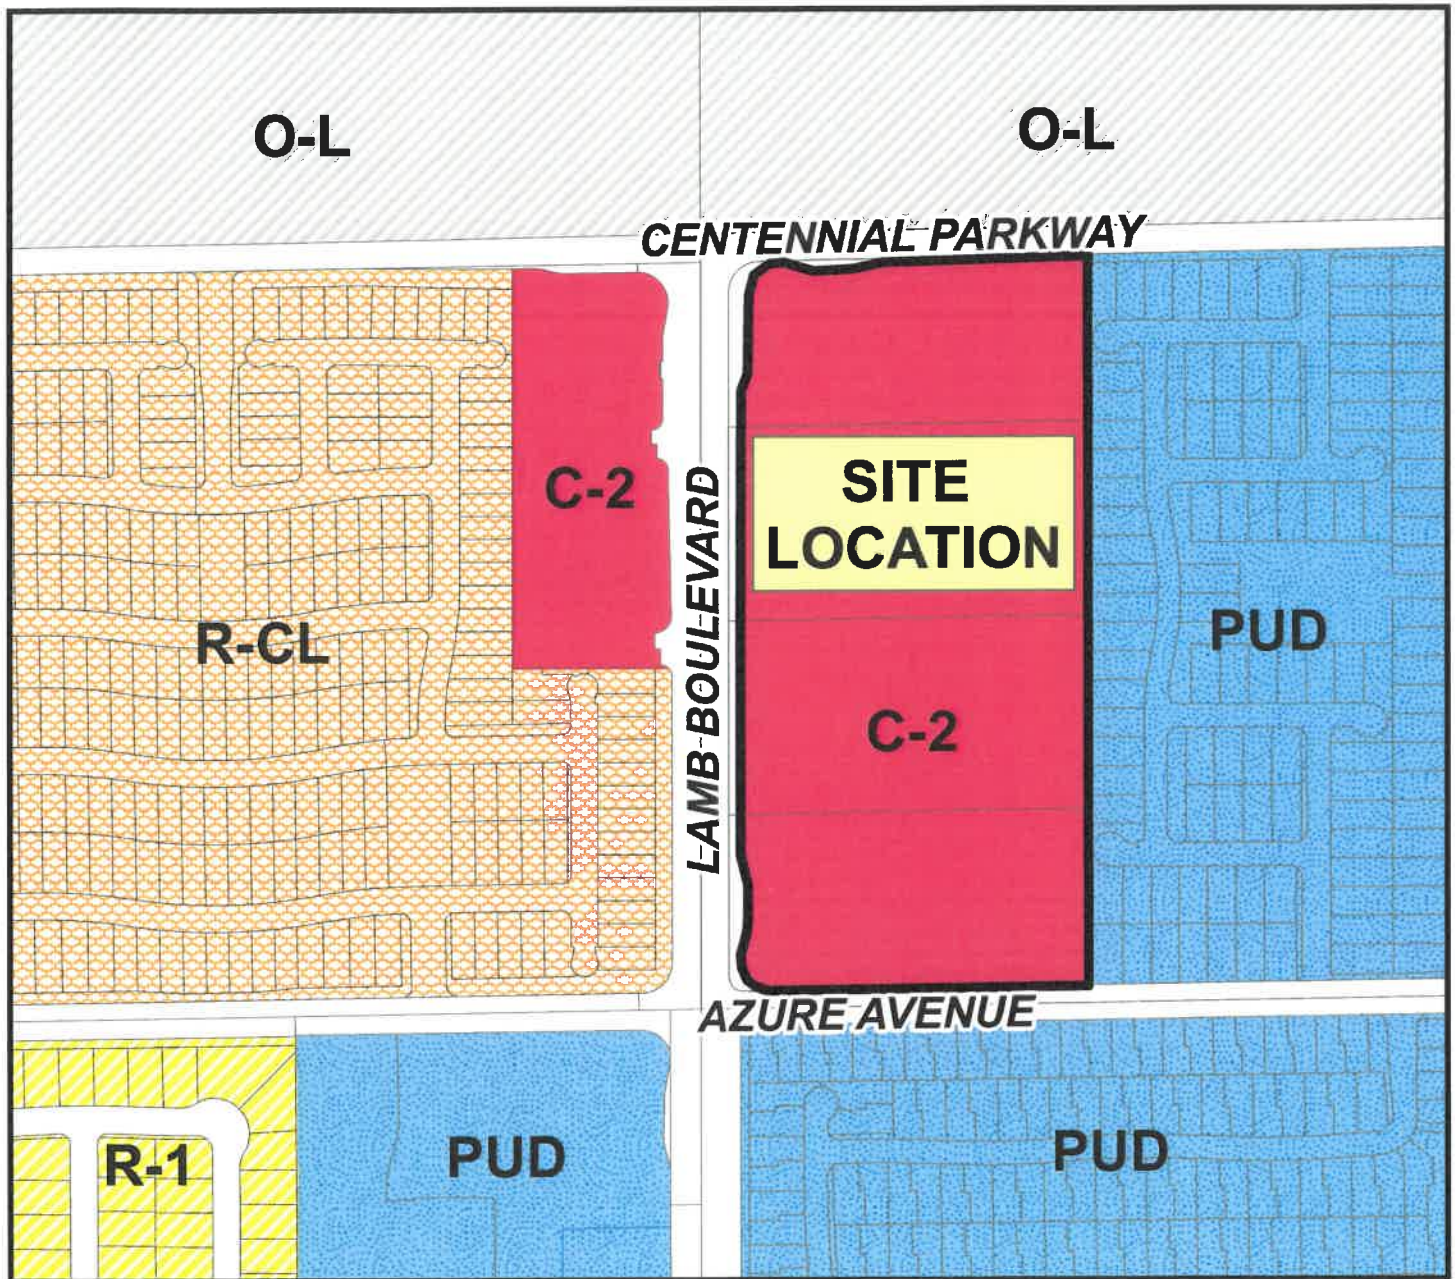 O-L
O-L
CENTENNIAL PARKWAY
C-2
SITE
LOCATION
LAMB BOULEVARD
R-CL
PUD
C-2
AZURE AVENUE
R-1
PUD
PUD